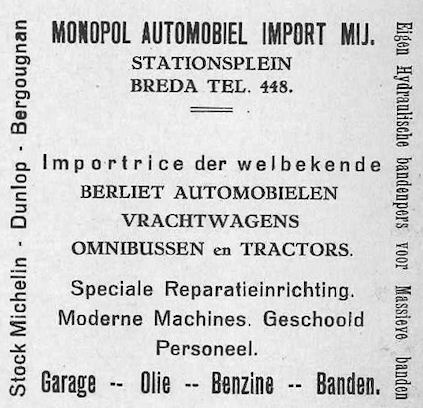 MONOPOL AUTOMOBIEL IMPORT MIJ.
STATIONSPLEIN
BREDA TEL. 448.
Importrice der welbekende
BERLIET AUTOMOBIELEN
VRACHTWAGENS
OMNIBUSSEN en TRACTORS.
Speciale Reparatieinrichting.
Moderne Machines. Geschoold
Personeel.
Garage -- Olie -- Benzine -- Banden.
Stock Michelin - Dunlop - Bergougnan
Eigen Hydraulische bandenpers voor Massieve banden